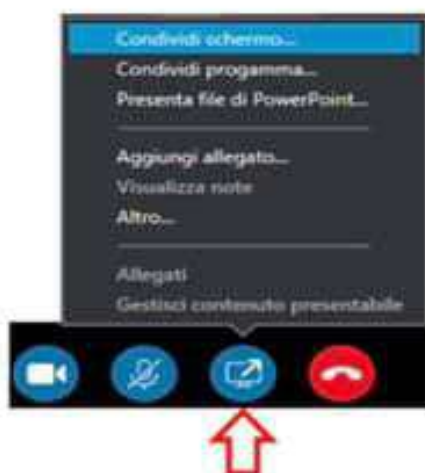 Condividi schermo...
Condividi progamma...
Presenta file di PowerPoint...
Aggiungi allegato...
Visualizza note
Altro...
Allegati
Gestisci contenuto presentabile